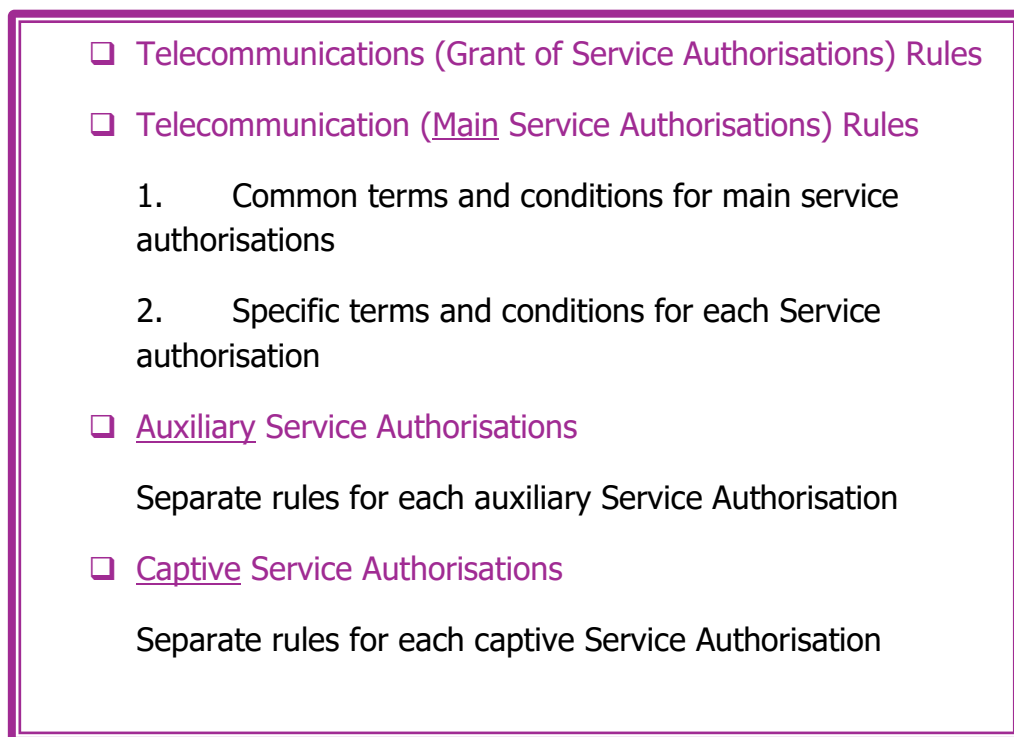 ❑ Telecommunications (Grant of Service Authorisations) Rules
❑ Telecommunication (Main Service Authorisations) Rules
1. Common terms and conditions for main service
authorisations
2. Specific terms and conditions for each Service
authorisation
❑ Auxiliary Service Authorisations
Separate rules for each auxiliary Service Authorisation
❑ Captive Service Authorisations
Separate rules for each captive Service Authorisation